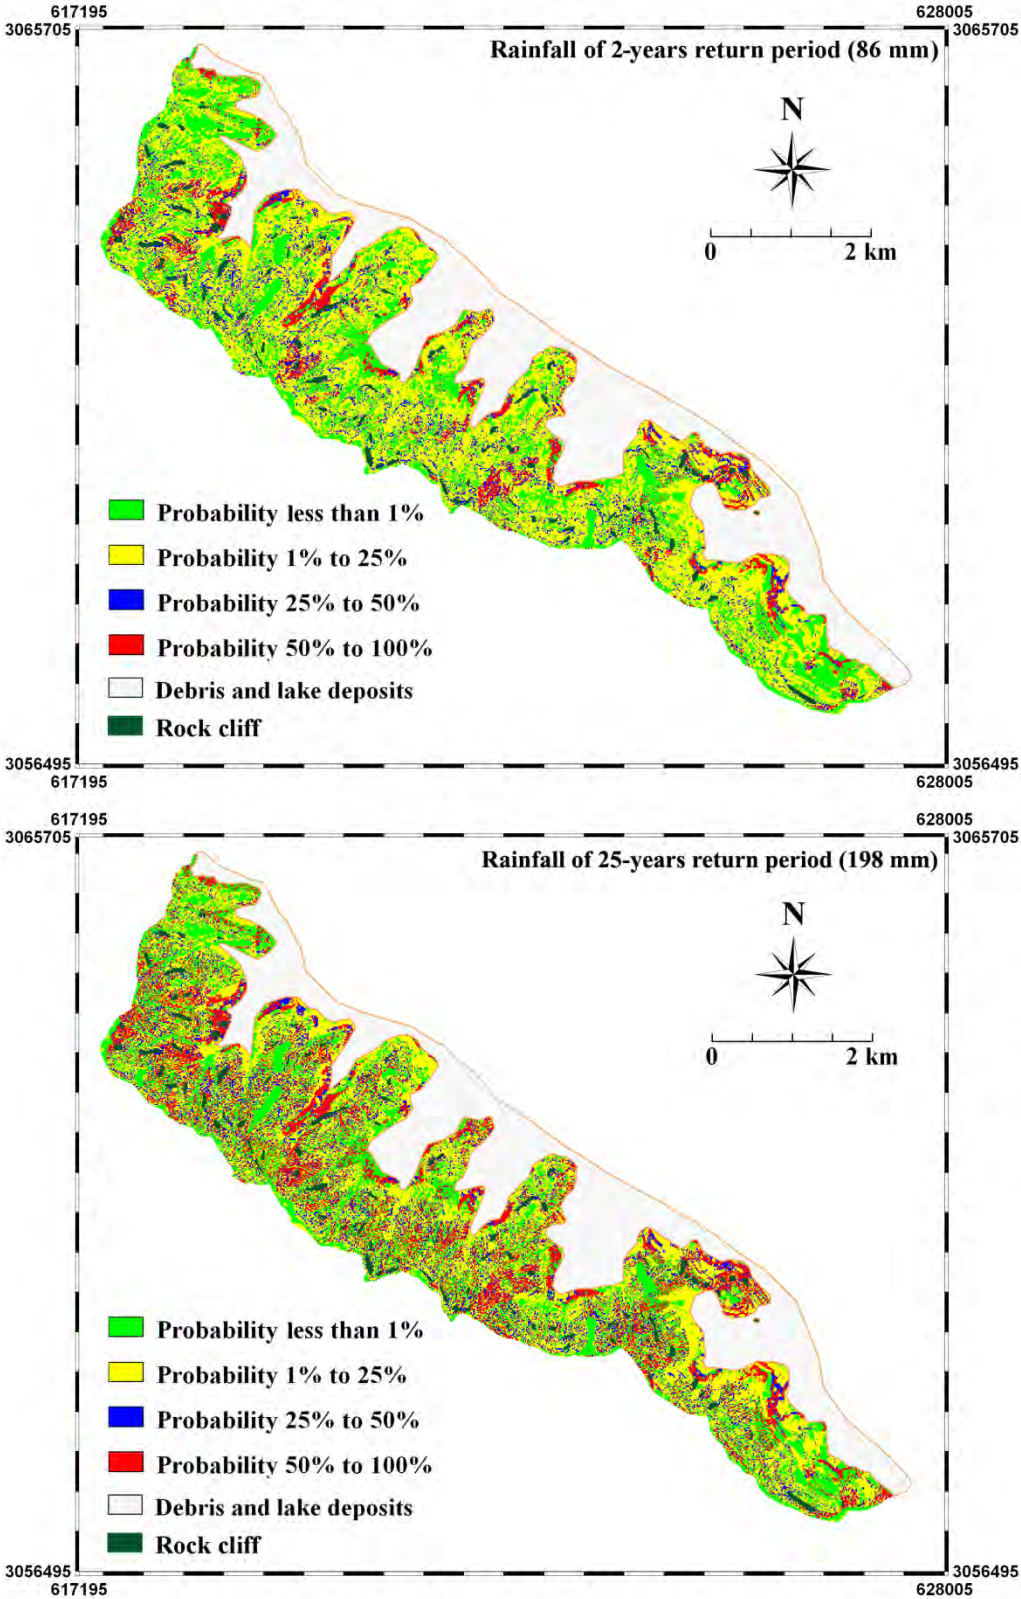 617195 628005
3065705 3065705
Rainfall of 2-years return period (86 mm)
N
0 2 km
Probability less than 1%
Probability 1% to 25%
Probability 25% to 50%
Probability 50% to 100%
Debris and lake deposits
Rock cliff
3056495 3056495
617195 628005
617195 628005
3065705 3065705
Rainfall of 25-years return period (198 mm)
N
0 2 km
Probability less than 1%
Probability 1% to 25%
Probability 25% to 50%
Probability 50% to 100%
Debris and lake deposits
Rock cliff
3056495 3056495
617195 628005